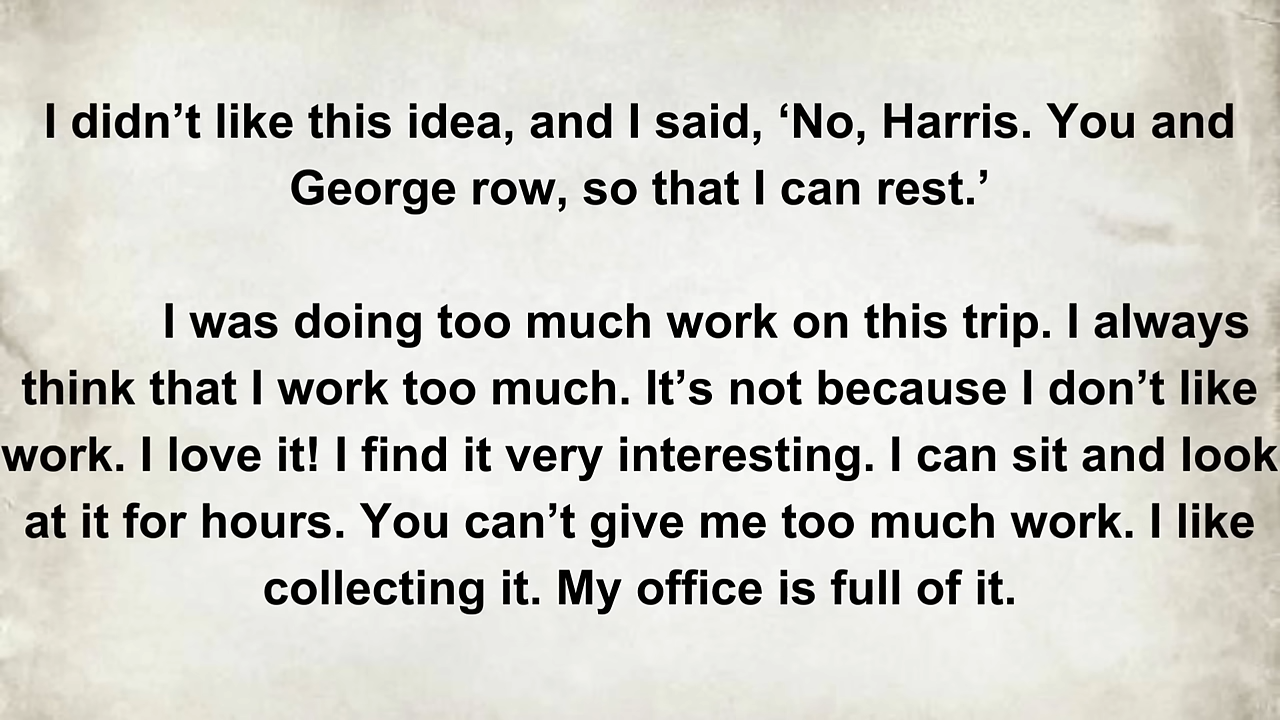 I didn’t like this idea, and I said, ‘No, Harris. You and
George row, so that I can rest.’
I was doing too much work on this trip. I always
think that I work too much. It’s not because I don’t like
work. I love it! I find it very interesting. I can sit and look
at it for hours. You can’t give me too much work. I like
collecting it. My office is full of it.